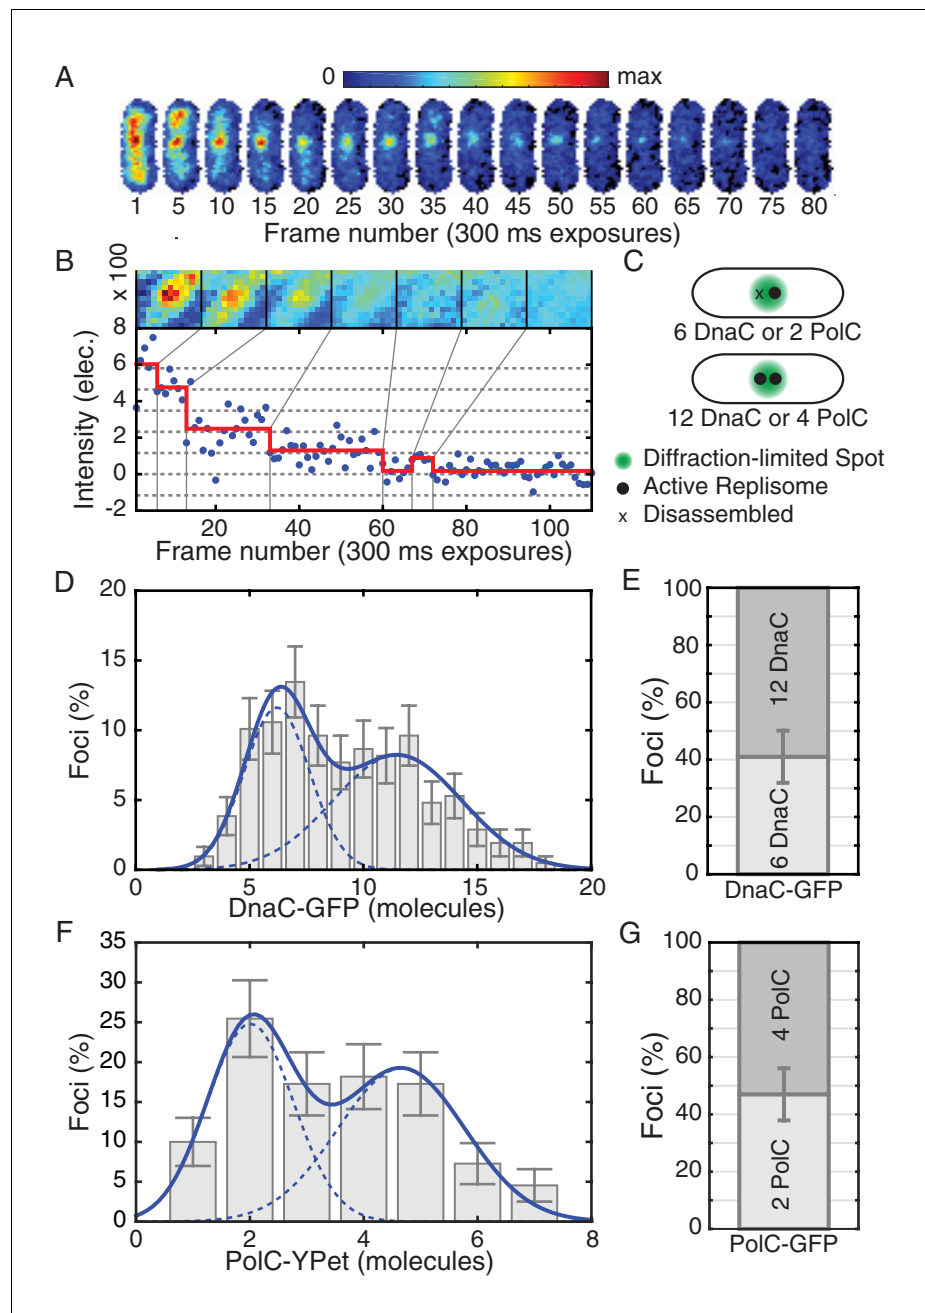 A
0 max
1 5 10 15 20 25 30 35 40 45 50 55 60 65 70 75 80
Frame number (300 ms exposures)
B
x 100
8
6
4
2
0
-2
Intensity (elec.)
20 40 60 80 100
Frame number (300 ms exposures)
C
x
6 DnaC or 2 PolC
12 DnaC or 4 PolC
Diffraction-limited Spot
Active Replisome
x Disassembled
D
20
15
10
5
0
Foci (%)
0 5 10 15 20
DnaC-GFP (molecules)
E
100
80
60
40
20
0
Foci (%)
12 DnaC
6 DnaC
DnaC-GFP
F
35
30
25
20
15
10
5
0
Foci (%)
0 2 4 6 8
PolC-YPet (molecules)
G
100
80
60
40
20
0
Foci (%)
4 PolC
2 PolC
PolC-GFP